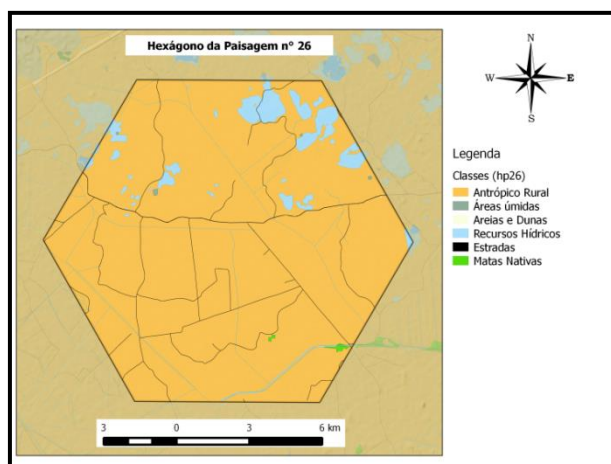 Hexágono da Paisagem n° 26
N
W
E
S
Legenda
Classes (hp26)
Antrópico Rural
Áreas úmidas
Areias e Dunas
Recursos Hídricos
Estradas
Matas Nativas
3 0 3 6 km